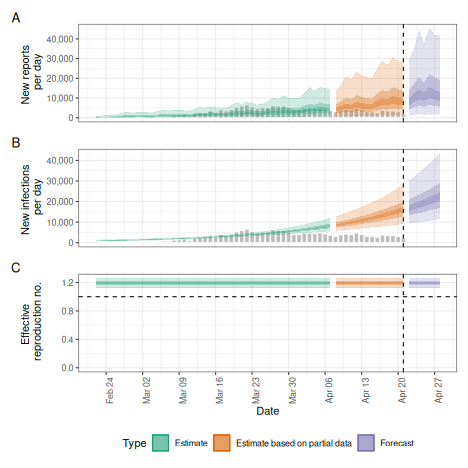 A
New reports
per day
40,000
30,000
20,000
10,000
0
B
New infections
per day
40,000
30,000
20,000
10,000
0
C
Effective
reproduction no.
1.2
0.8
0.4
0.0
Feb 24
Mar 02
Mar 09
Mar 16
Mar 23
Mar 30
Apr 06
Apr 13
Apr 20
Apr 27
Date
Type
Estimate
Estimate based on partial data
Forecast